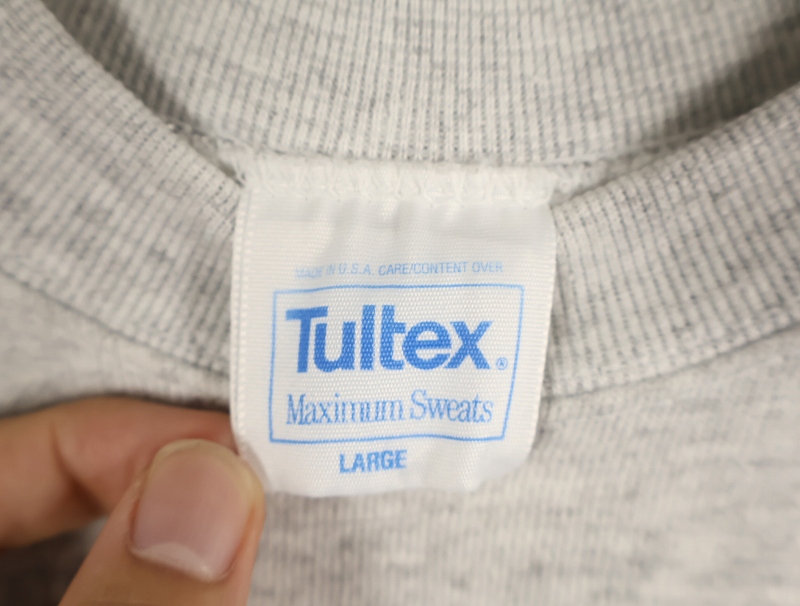 MADE IN U.S.A. CARE/CONTENT OVER
Tultex®
Maximum Sweats
LARGE